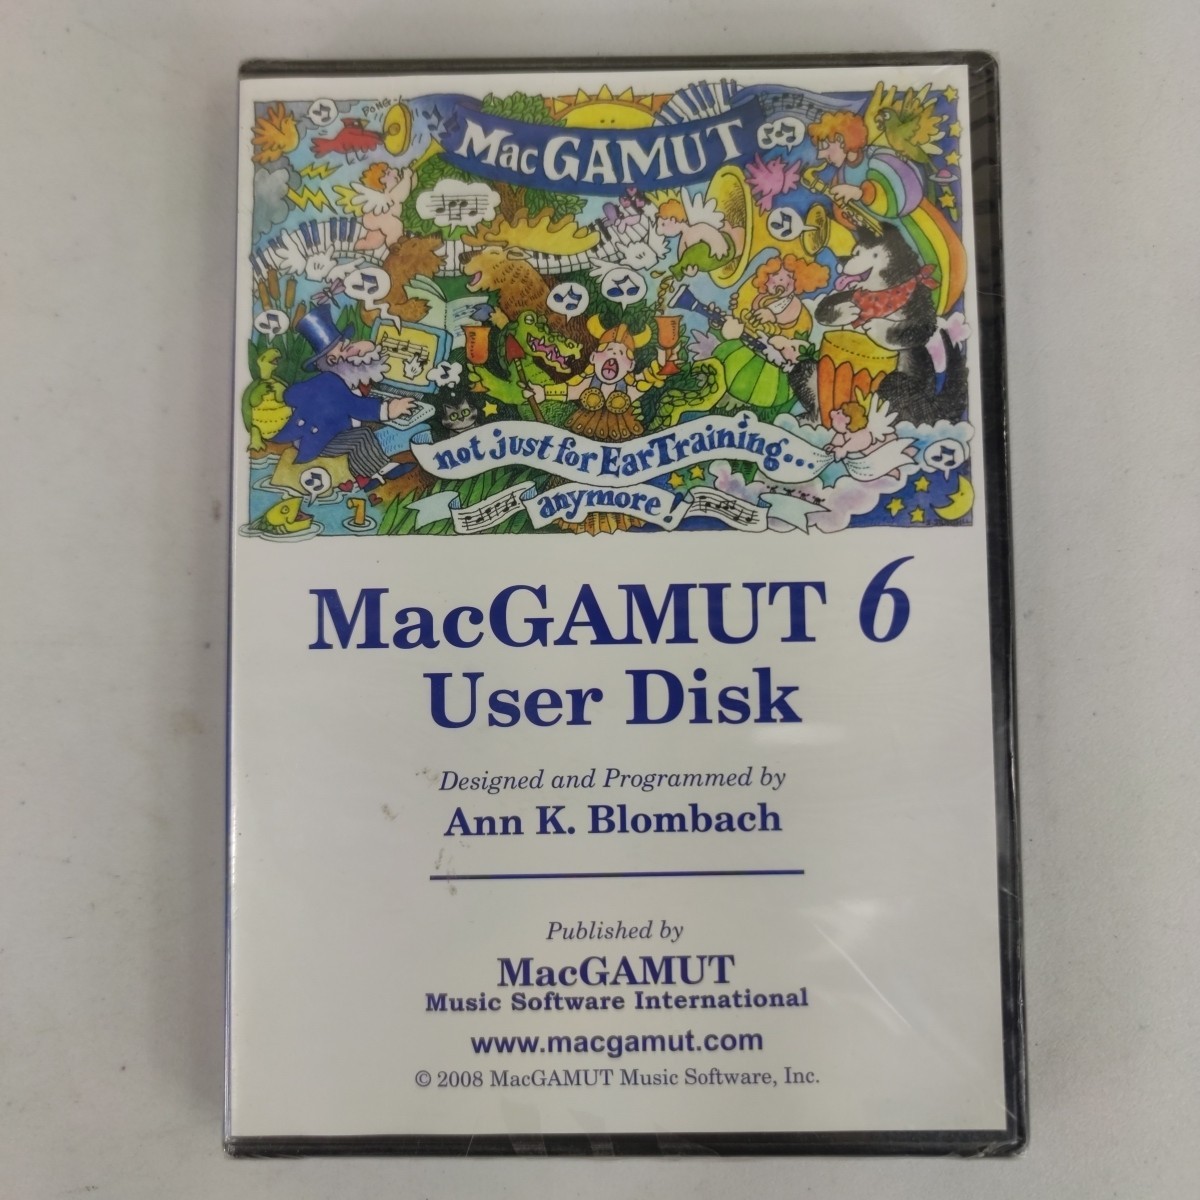 PONG
MacGAMUT
not just for EarTraining...
anymore!
MacGAMUT 6
User Disk
Designed and Programmed by
Ann K. Blombach
Published by
MacGAMUT
Music Software International
www.macgamut.com
© 2008 MacGAMUT Music Software, Inc.